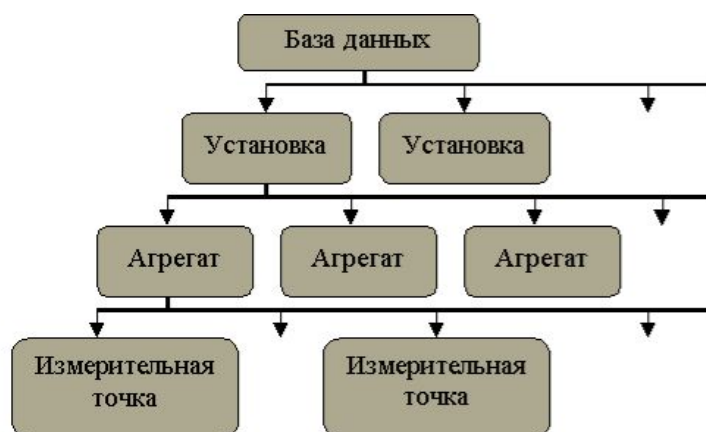 База данных
Установка
Установка
Агрегат
Агрегат
Агрегат
Измерительная
точка
Измерительная
точка